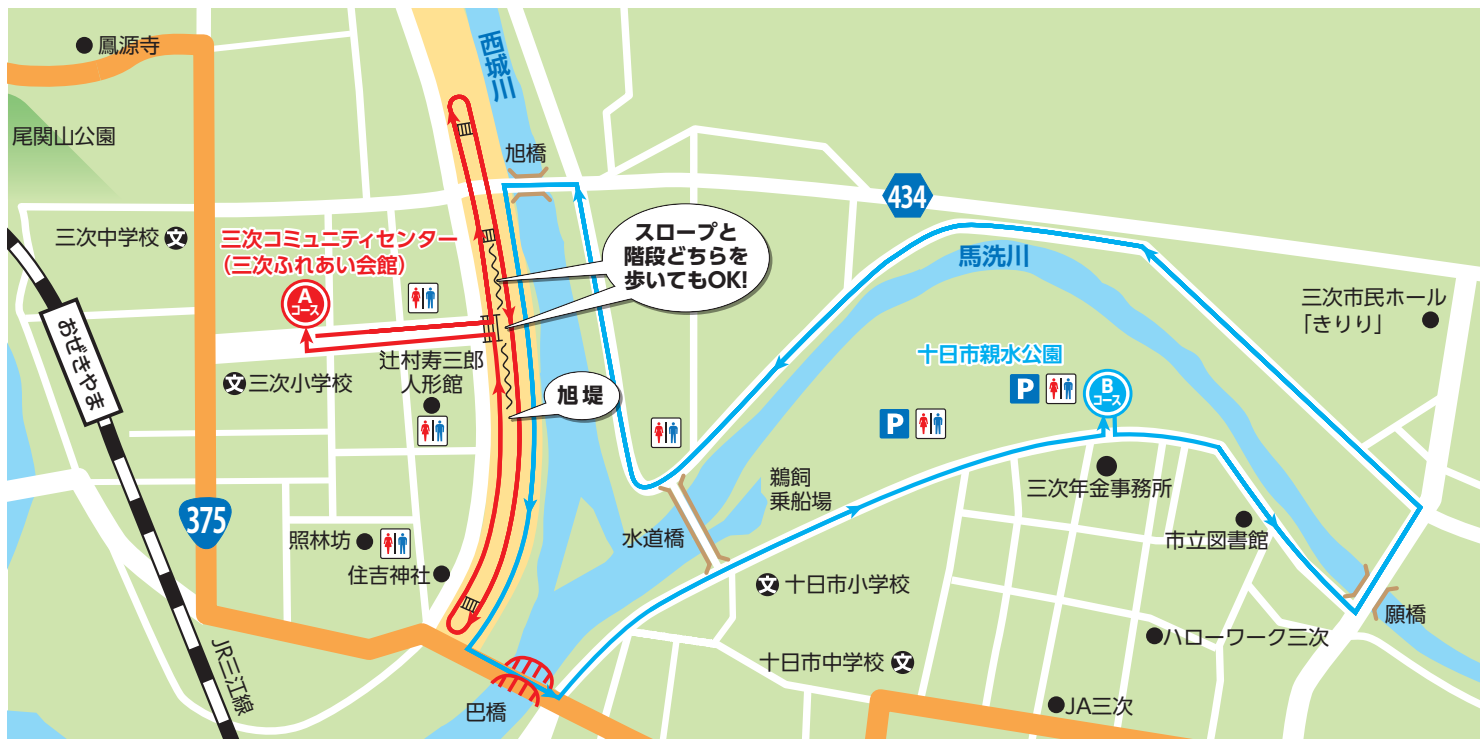 鳳源寺
尾関山公園
西城川
旭橋
434
三次中学校
文
三次コミュニティセンター
(三次ふれあい会館)
A
コース
スロープと
階段どちらを
歩いてもOK!
馬洗川
三次市民ホール
「きりり」
おぜきやま
文
三次小学校
辻村寿三郎
人形館
旭堤
十日市親水公園
P
B
コース
P
鵜飼
乗船場
三次年金事務所
375
照林坊
水道橋
市立図書館
住吉神社
文
十日市小学校
願橋
ハローワーク三次
JR三江線
十日市中学校
文
巴橋
JA三次